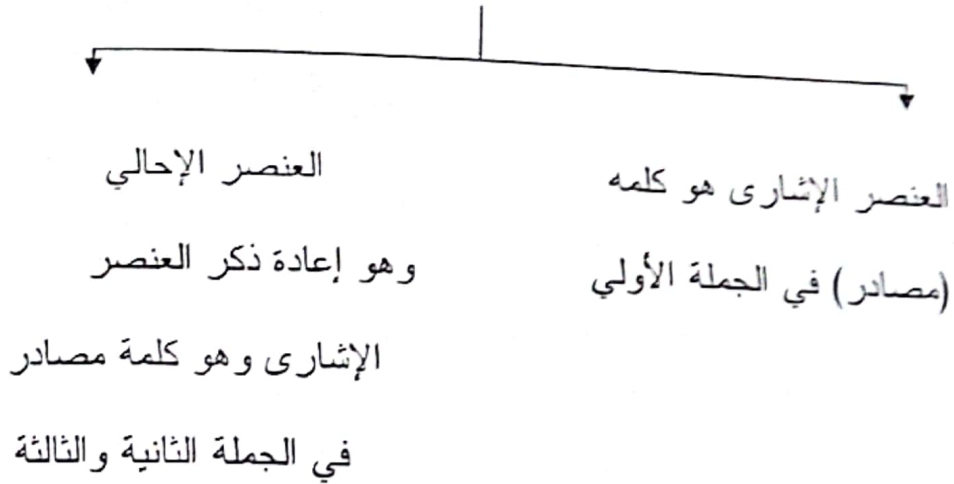 العنصر الإشارى هو كلمه
(مصادر) في الجملة الأولي
العنصر الإحالي
وهو إعادة ذكر العنصر
الإشارى وهو كلمة مصادر
في الجملة الثانية والثالثة